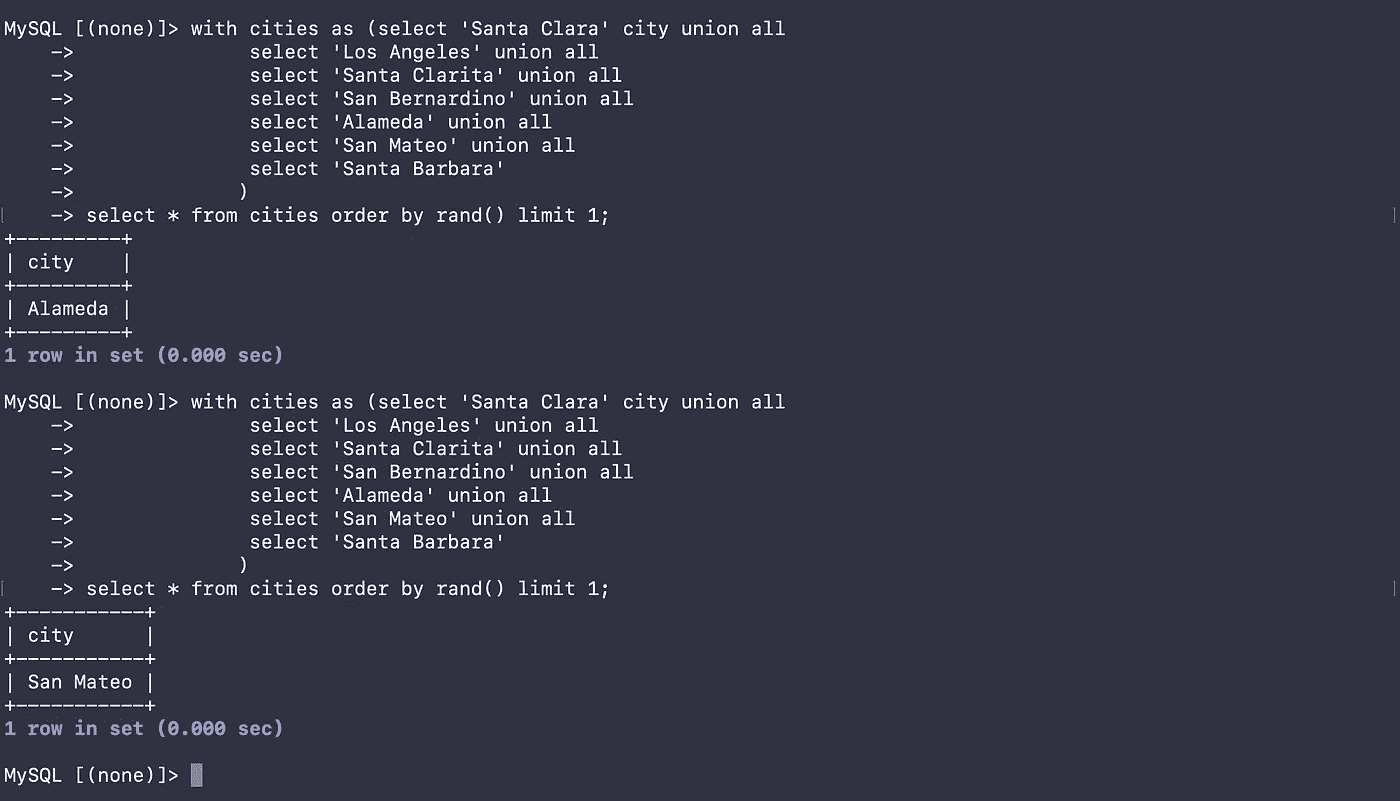 MySQL [(none)]> with cities as (select 'Santa Clara' city union all
    ->               select 'Los Angeles' union all
    ->               select 'Santa Clarita' union all
    ->               select 'San Bernardino' union all
    ->               select 'Alameda' union all
    ->               select 'San Mateo' union all
    ->               select 'Santa Barbara'
    ->              )
    -> select * from cities order by rand() limit 1;
+---------+
| city    |
+---------+
| Alameda |
+---------+
1 row in set (0.000 sec)

MySQL [(none)]> with cities as (select 'Santa Clara' city union all
    ->               select 'Los Angeles' union all
    ->               select 'Santa Clarita' union all
    ->               select 'San Bernardino' union all
    ->               select 'Alameda' union all
    ->               select 'San Mateo' union all
    ->               select 'Santa Barbara'
    ->              )
    -> select * from cities order by rand() limit 1;
+-----------+
| city      |
+-----------+
| San Mateo |
+-----------+
1 row in set (0.000 sec)

MySQL [(none)]>